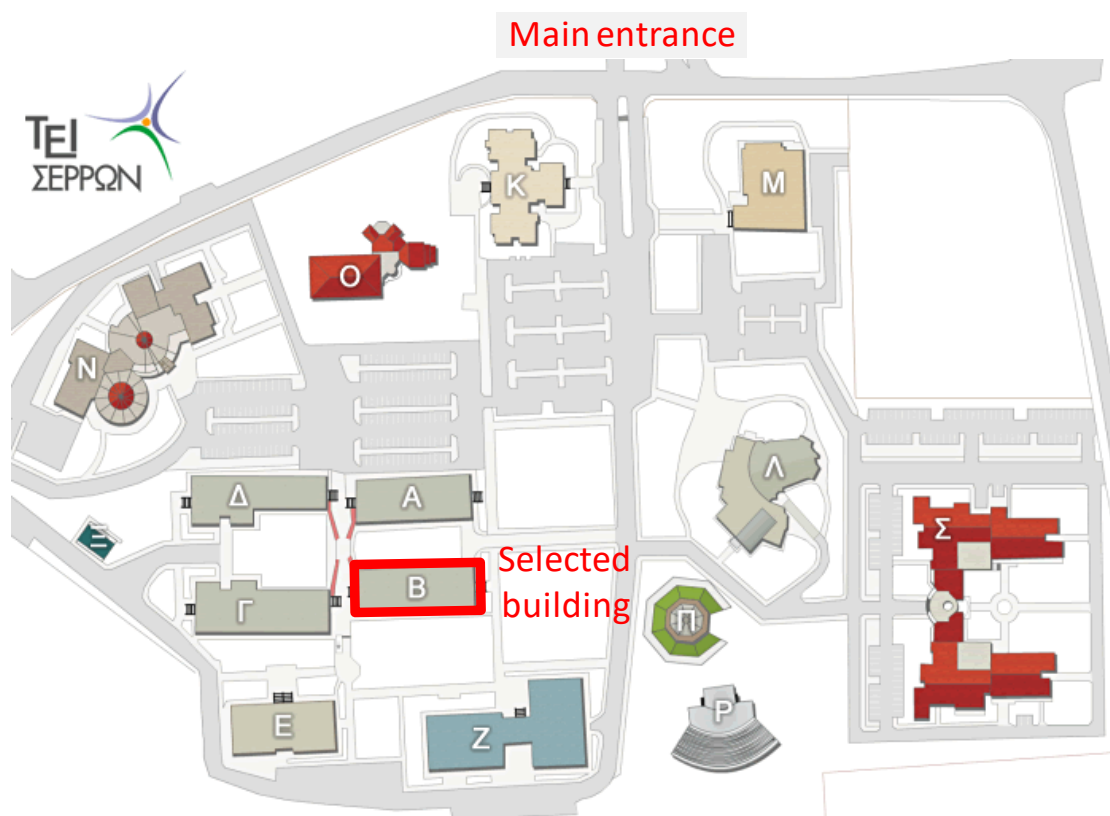 Main entrance
ΤΕΙ
ΣΕΡΡΩΝ
Κ
Μ
Ο
Ν
Λ
Δ
Α
Σ
Ξ
Selected
building
Β
Γ
Π
Ρ
Ε
Ζ